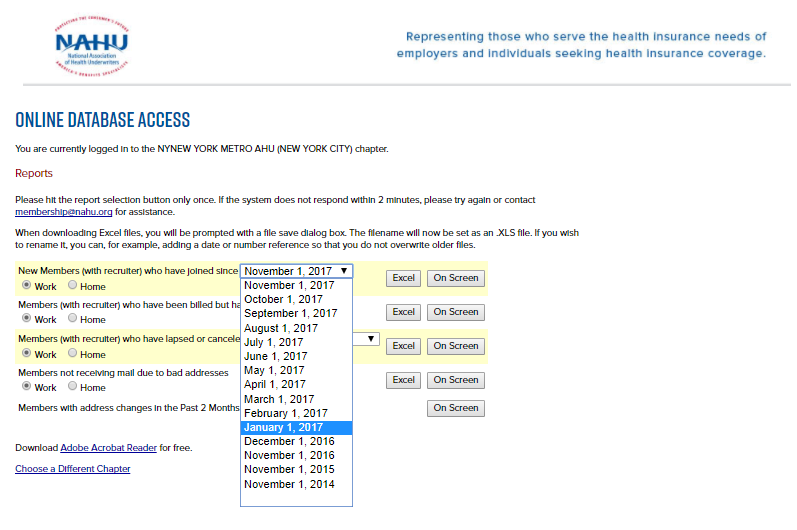 PROTECTING THE CONSUMER'S FUTURE
NAHU
National Association
of Health Underwriters
AMERICA'S BENEFITS SPECIALISTS
Representing those who serve the health insurance needs of
employers and individuals seeking health insurance coverage.
ONLINE DATABASE ACCESS
You are currently logged in to the NYNEW YORK METRO AHU (NEW YORK CITY) chapter.
Reports
Please hit the report selection button only once. If the system does not respond within 2 minutes, please try again or contact
membership@nahu.org for assistance.
When downloading Excel files, you will be prompted with a file save dialog box. The filename will now be set as an .XLS file. If you wish
to rename it, you can, for example, adding a date or number reference so that you do not overwrite older files.
New Members (with recruiter) who have joined since November 1, 2017 Excel On Screen
Work Home
Members (with recruiter) who have been billed but ha Excel On Screen
Work Home
Members (with recruiter) who have lapsed or cancele Excel On Screen
Work Home
Members not receiving mail due to bad addresses Excel On Screen
Work Home
Members with address changes in the Past 2 Months On Screen
November 1, 2017
October 1, 2017
September 1, 2017
August 1, 2017
July 1, 2017
June 1, 2017
May 1, 2017
April 1, 2017
March 1, 2017
February 1, 2017
January 1, 2017
December 1, 2016
November 1, 2016
November 1, 2015
November 1, 2014
Download Adobe Acrobat Reader for free.
Choose a Different Chapter